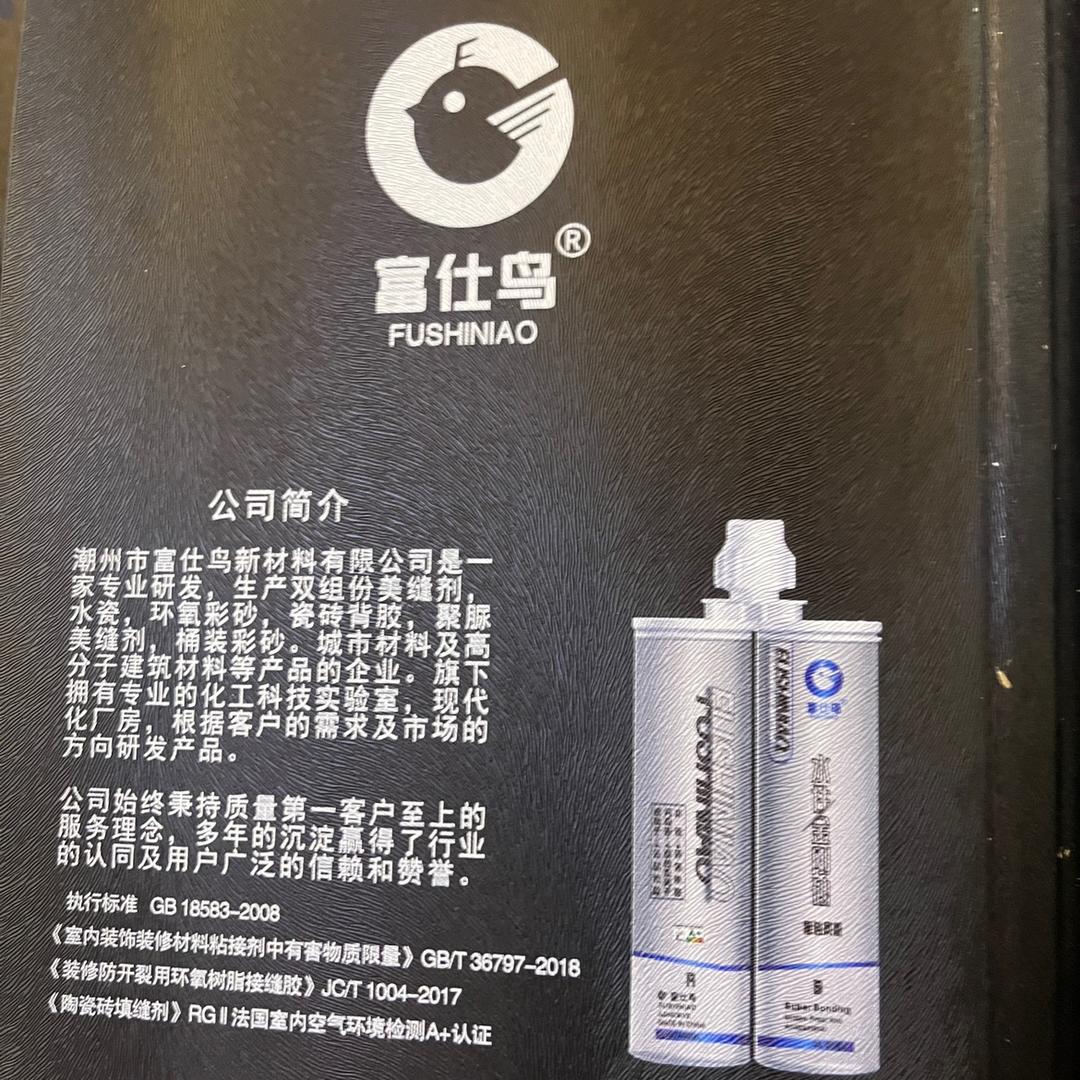 富仕鸟®
FUSHINIAO
公司简介
潮州市富仕鸟新材料有限公司是一
家专业研发，生产双组份美缝剂，
水瓷，环氧彩砂，瓷砖背胶，聚脲
美缝剂，桶装彩砂。城市材料及高
分子建筑材料等产品的企业。旗下
拥有专业的化工科技实验室，现代
化厂房，根据客户的需求及市场的
方向研发产品。
公司始终秉持质量第一客户至上的
服务理念，多年的沉淀赢得了行业
的认同及用户广泛的信赖和赞誉。
执行标准 GB 18583-2008
《室内装饰装修材料粘接剂中有害物质限量》GB/T 36797-2018
《装修防开裂用环氧树脂接缝胶》JC/T 1004-2017
《陶瓷砖填缝剂》RG II 法国室内空气环境检测A+认证
FUSHINIAO
FUSHINIAO
富仕鸟
Super Bonding